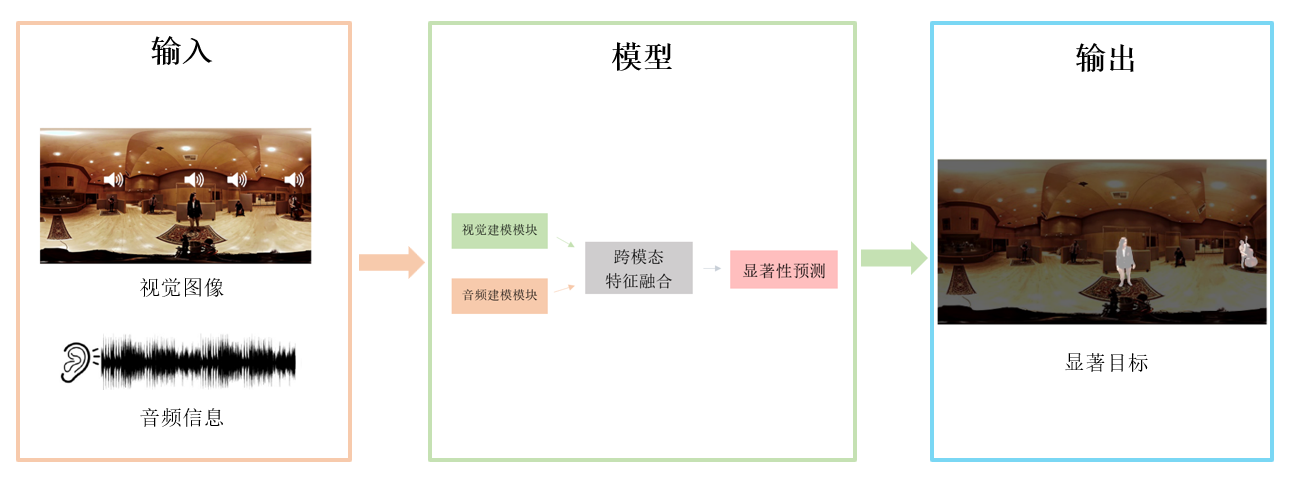 输入
视觉图像
音频信息
模型
视觉建模模块
音频建模模块
跨模态
特征融合
显著性预测
输出
显著目标